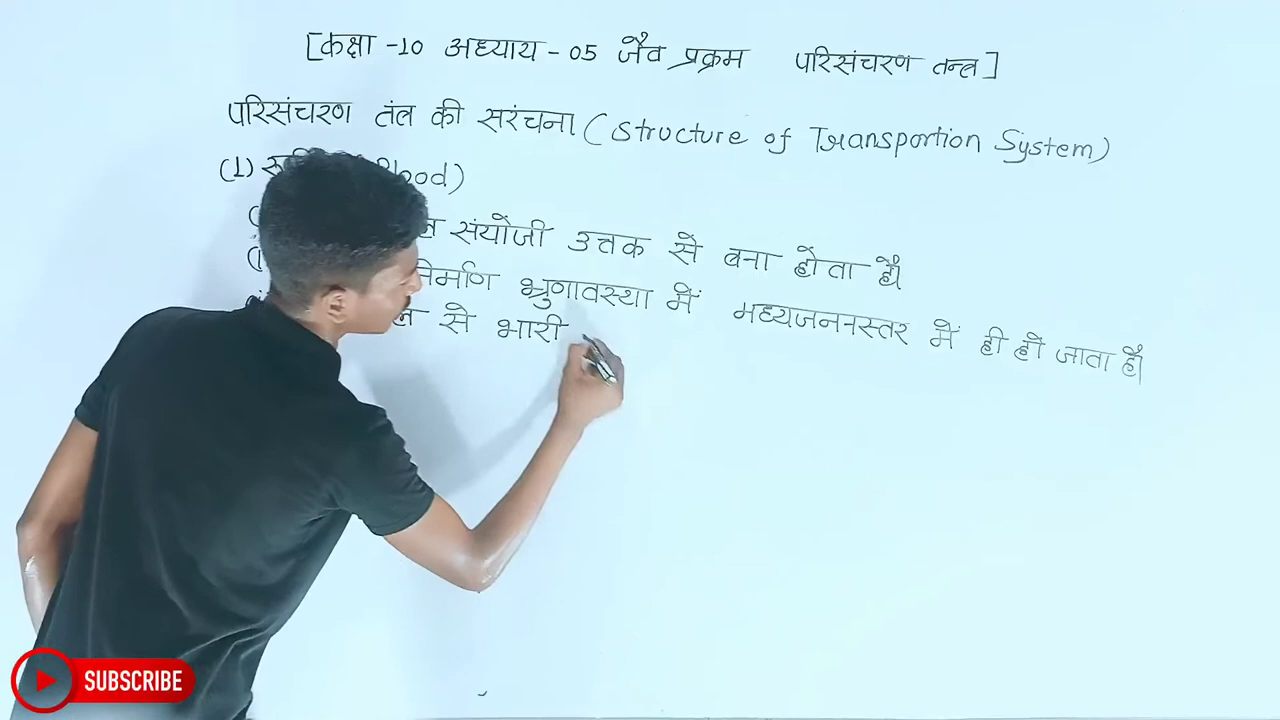 [कक्षा -10 अध्याय - 05 जैव प्रक्रम परिसंचरण तन्त्र]
परिसंचरण तंत्र की सरंचना (Structure of Transportion System)
(1)
संयोंजी उत्तक से बना होता है।
निर्माण भ्रुणावस्था में मध्यजननस्तर में ही हो जाता है।
से भारी
SUBSCRIBE